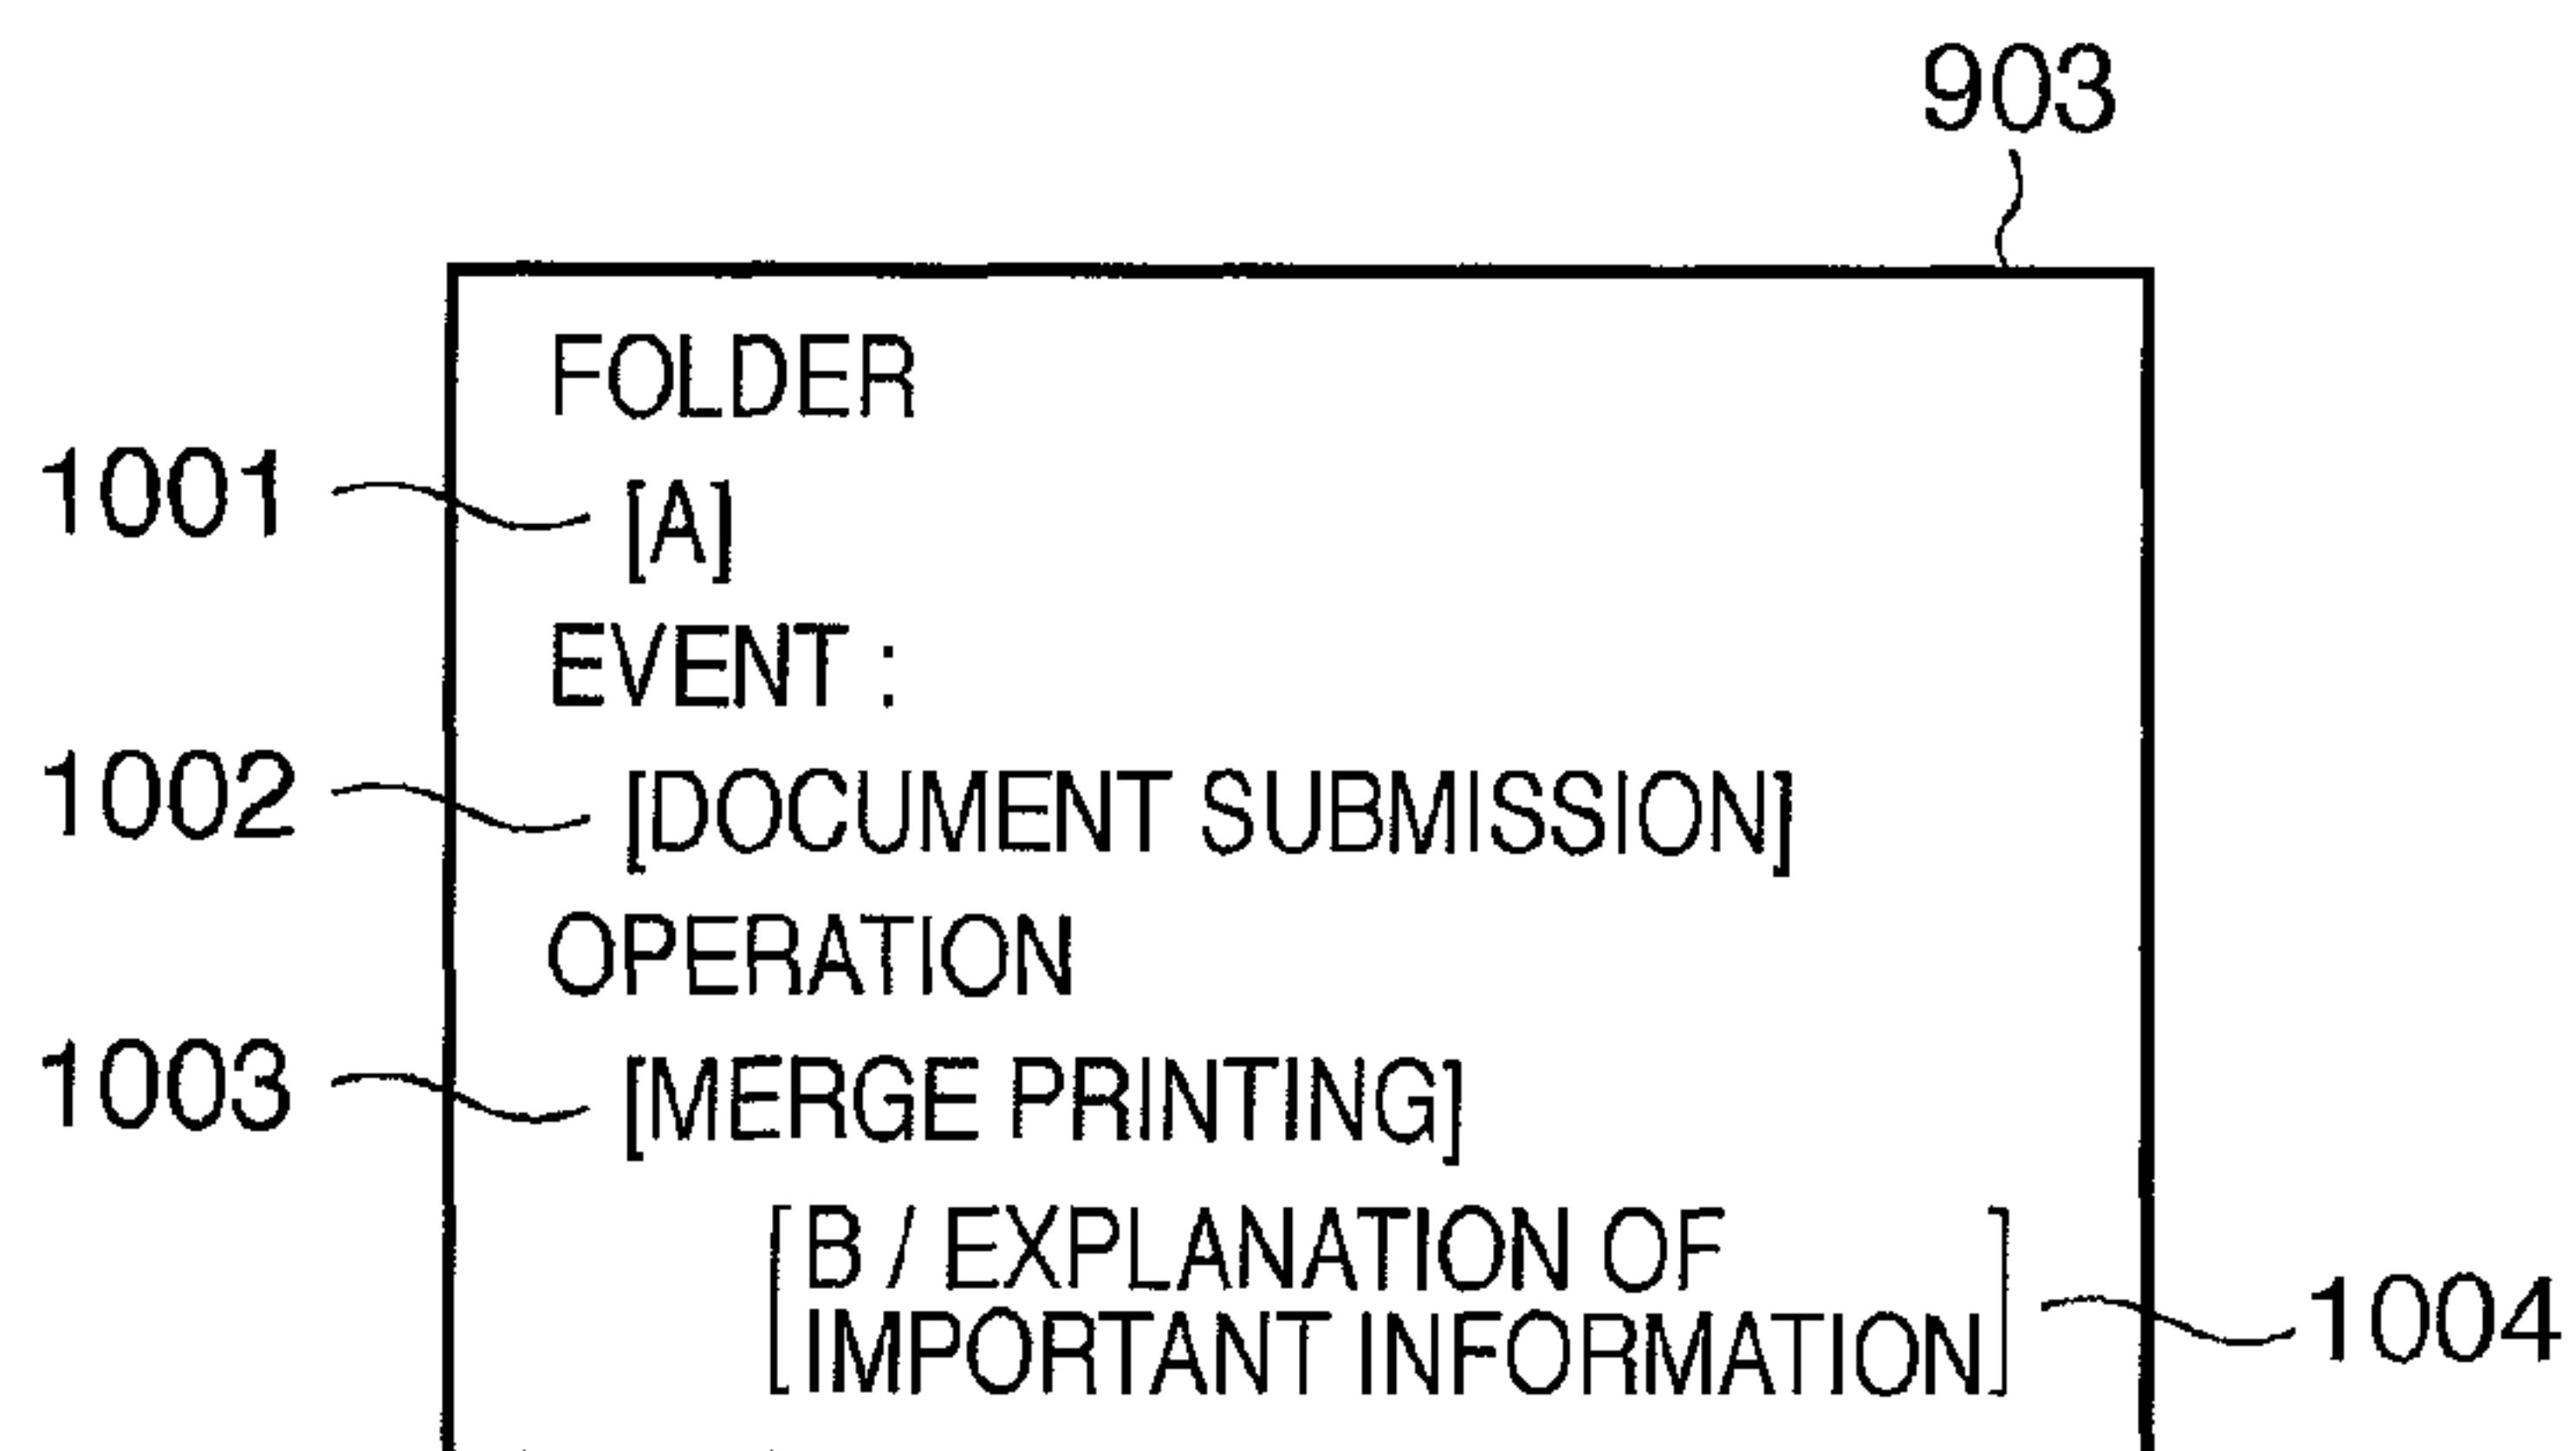 903
FOLDER
1001 [A]
EVENT :
1002 [DOCUMENT SUBMISSION]
OPERATION
1003 [MERGE PRINTING]
[B / EXPLANATION OF
IMPORTANT INFORMATION] 1004